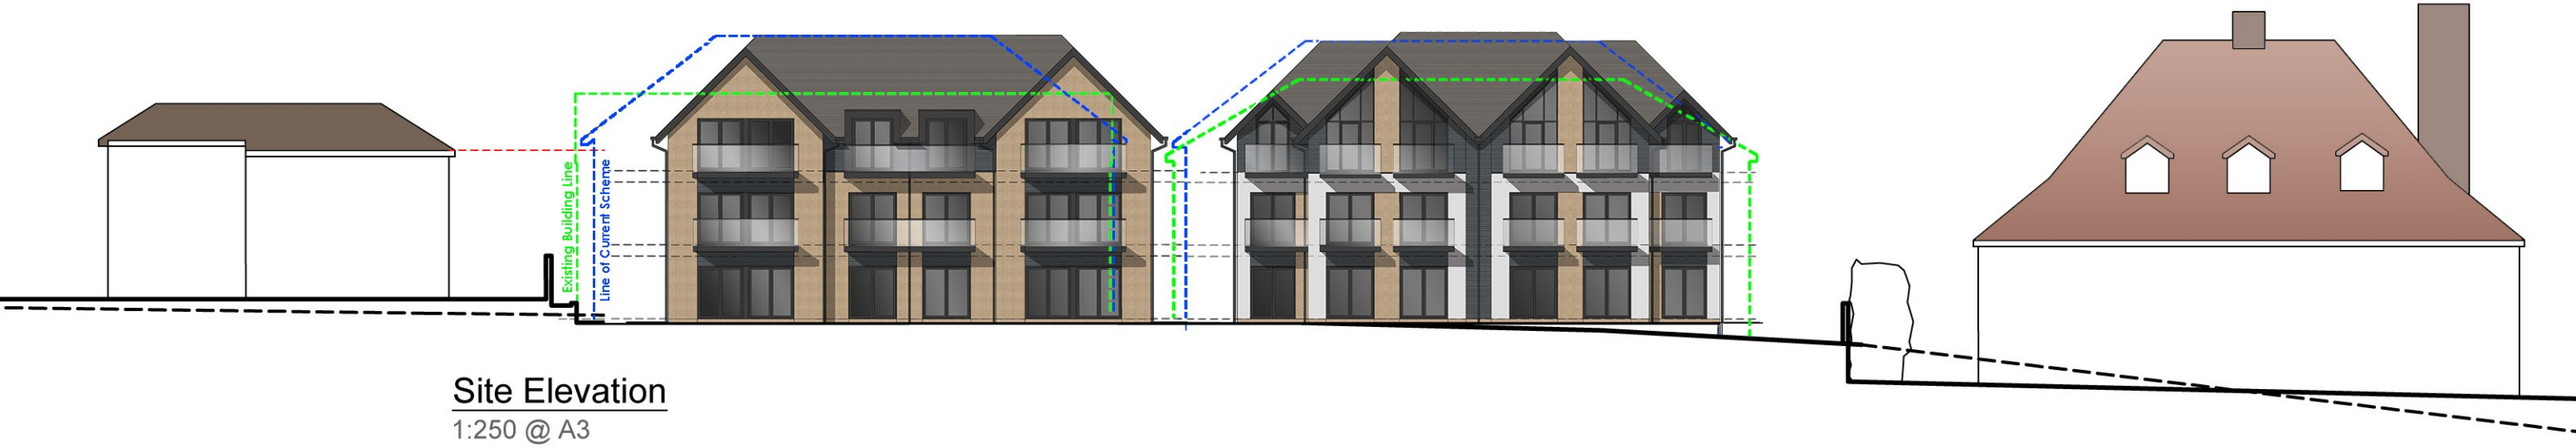 Existing Building Line
Line of Current Scheme
Site Elevation
1:250 @ A3